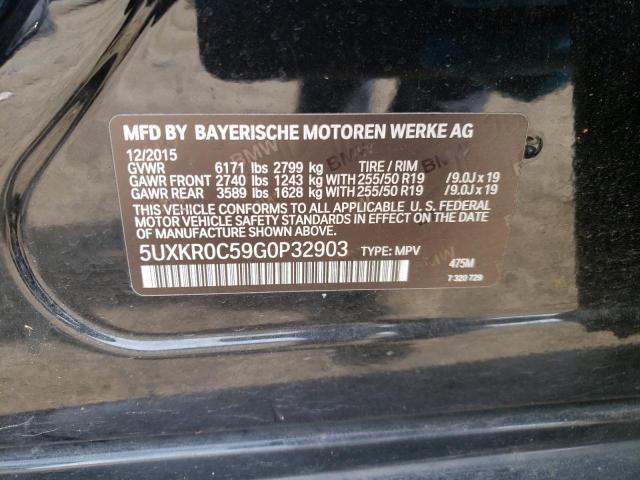 MFD BY BAYERISCHE MOTOREN WERKE AG
12/2015
GVWR 6171 lbs 2799 kg TIRE / RIM
GAWR FRONT 2740 lbs 1243 kg WITH 255/50 R19 /9.0J x 19
GAWR REAR 3589 lbs 1628 kg WITH 255/50 R19 /9.0J x 19
THIS VEHICLE CONFORMS TO ALL APPLICABLE U. S. FEDERAL
MOTOR VEHICLE SAFETY STANDARDS IN EFFECT ON THE DATE
OF MANUFACTURE SHOWN ABOVE.
5UXKR0C59G0P32903 TYPE: MPV
475M
7 320 729